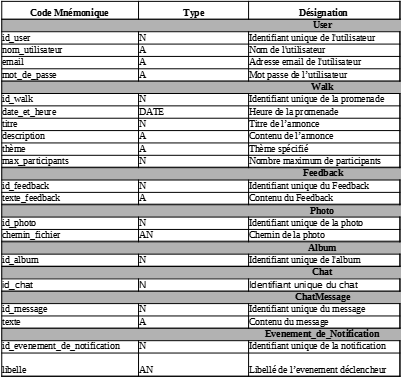 Code Mnémonique Type Désignation
User
id_user N Identifiant unique de l'utilisateur
nom_utilisateur A Nom de l'utilisateur
email A Adresse email de l'utilisateur
mot_de_passe A Mot passe de l'utilisateur
Walk
id_walk N Identifiant unique de la promenade
date_et_heure DATE Heure de la promenade
titre N Titre de l'annonce
description A Contenu de l'annonce
thème A Thème spécifié
max_participants N Nombre maximum de participants
Feedback
id_feedback N Identifiant unique du Feedback
texte_feedback A Contenu du Feedback
Photo
id_photo N Identifiant unique de la photo
chemin_fichier AN Chemin de la photo
Album
id_album N Identifiant unique de l'album
Chat
id_chat N Identifiant unique du chat
ChatMessage
id_message N Identifiant unique du message
texte A Contenu du message
Evenement_de_Notification
id_evenement_de_notification N Identifiant unique de la notification
libelle AN Libellé de l'evenement déclencheur